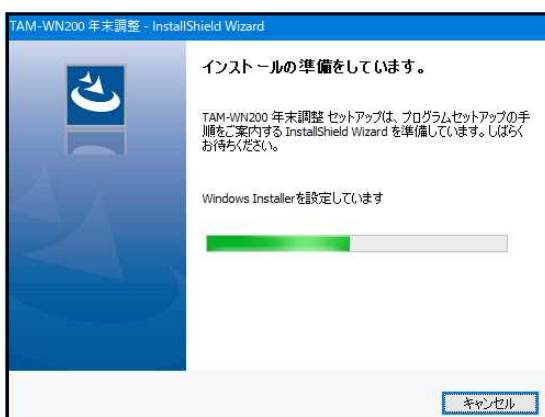 TAM-WN200 年末調整 - InstallShield Wizard
インストールの準備をしています。
TAM-WN200 年末調整 セットアップは、プログラムセットアップの手
順をご案内する InstallShield Wizard を準備しています。しばらく
お待ちください。
Windows Installerを設定しています
キャンセル